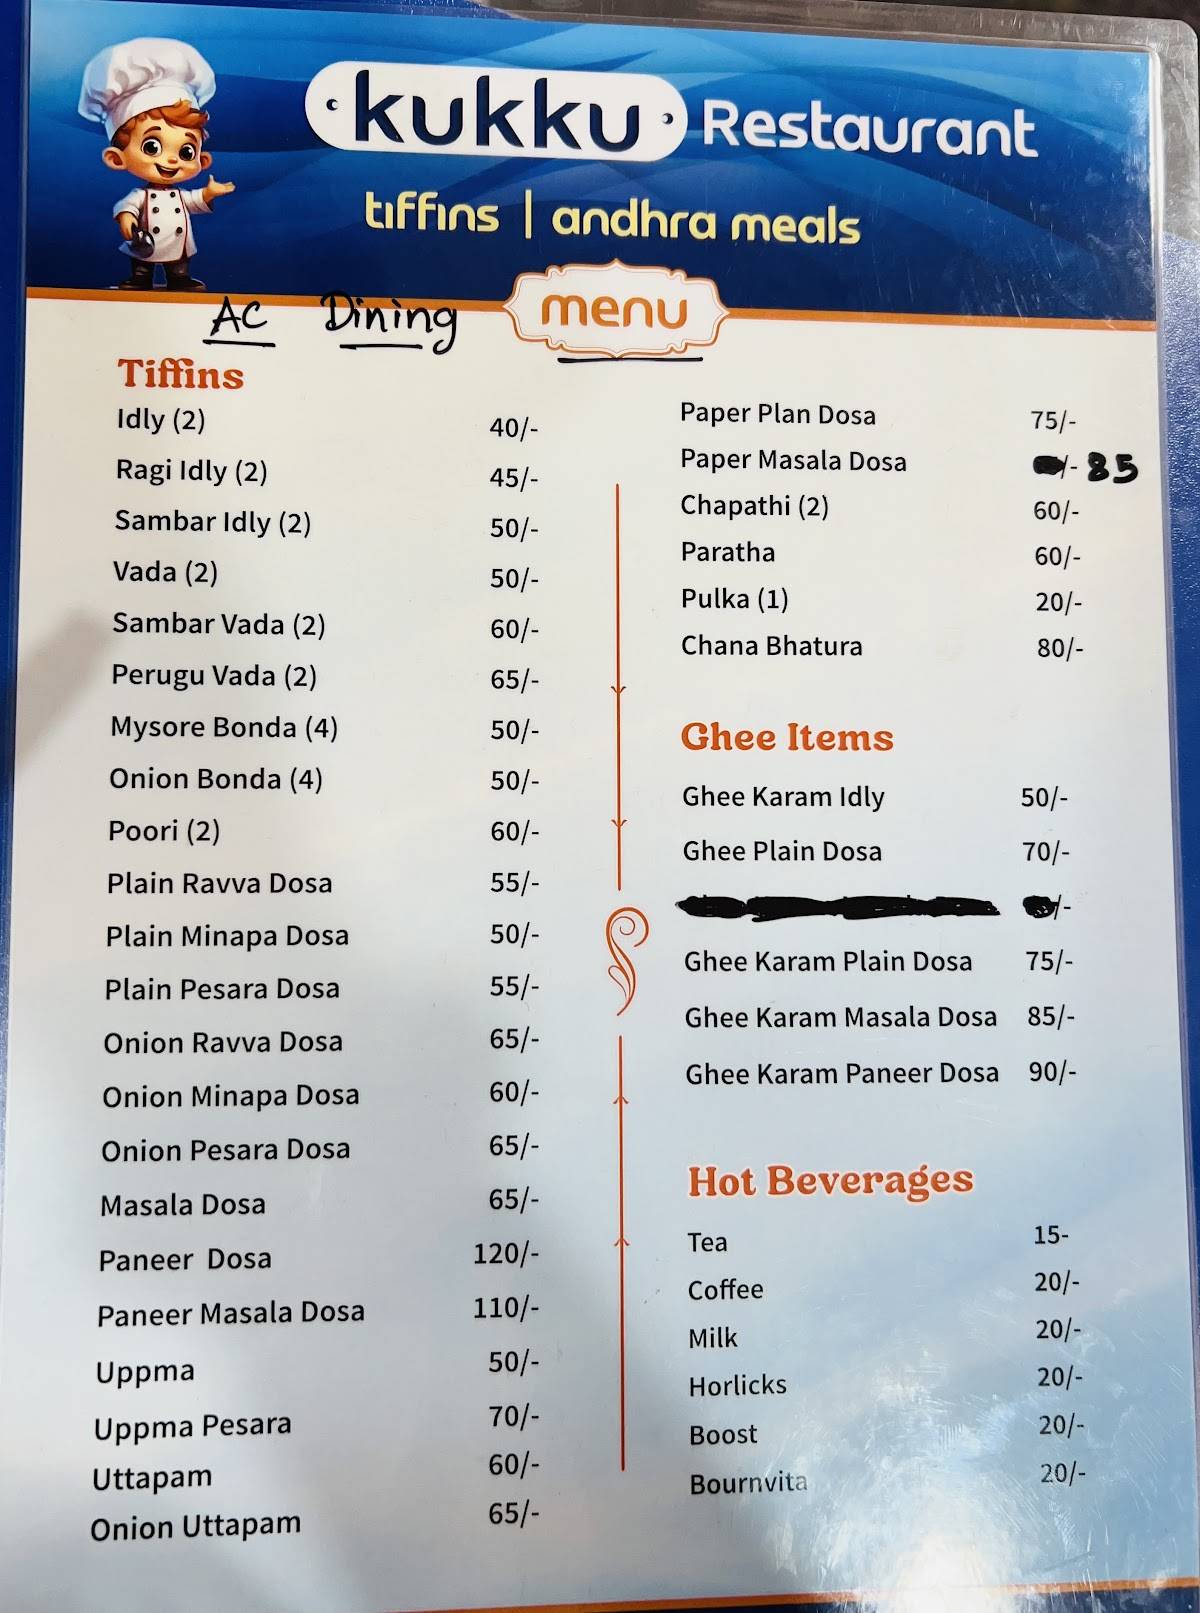 kukku Restaurant
tiffins | andhra meals
AC Dining menu
Tiffins
Idly (2) 40/-
Ragi Idly (2) 45/-
Sambar Idly (2) 50/-
Vada (2) 50/-
Sambar Vada (2) 60/-
Perugu Vada (2) 65/-
Mysore Bonda (4) 50/-
Onion Bonda (4) 50/-
Poori (2) 60/-
Plain Ravva Dosa 55/-
Plain Minapa Dosa 50/-
Plain Pesara Dosa 55/-
Onion Ravva Dosa 65/-
Onion Minapa Dosa 60/-
Onion Pesara Dosa 65/-
Masala Dosa 65/-
Paneer Dosa 120/-
Paneer Masala Dosa 110/-
Uppma 50/-
Uppma Pesara 70/-
Uttapam 60/-
Onion Uttapam 65/-
Paper Plan Dosa 75/-
Paper Masala Dosa /- 85
Chapathi (2) 60/-
Paratha 60/-
Pulka (1) 20/-
Chana Bhatura 80/-
Ghee Items
Ghee Karam Idly 50/-
Ghee Plain Dosa 70/-
/-
Ghee Karam Plain Dosa 75/-
Ghee Karam Masala Dosa 85/-
Ghee Karam Paneer Dosa 90/-
Hot Beverages
Tea 15-
Coffee 20/-
Milk 20/-
Horlicks 20/-
Boost 20/-
Bournvita 20/-